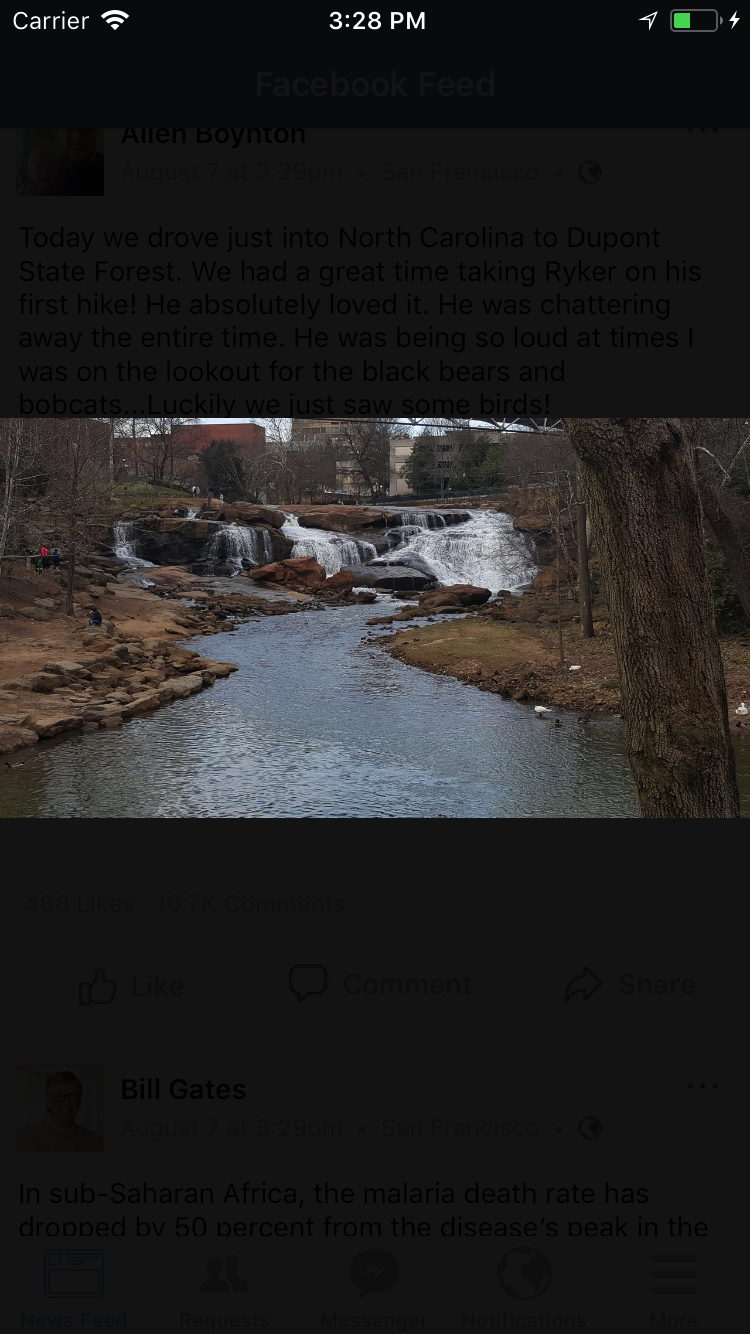 Carrier 3:28 PM
Facebook Feed
Allen Boynton
August 7 at 3:29pm • San Francisco •
Today we drove just into North Carolina to Dupont
State Forest. We had a great time taking Ryker on his
first hike! He absolutely loved it. He was chattering
away the entire time. He was being so loud at times I
was on the lookout for the black bears and
bobcats...Luckily we just saw some birds!
488 Likes 10.7K Comments
Like Comment Share
Bill Gates
August 7 at 3:29pm • San Francisco •
In sub-Saharan Africa, the malaria death rate has
dropped by 50 percent from the disease’s peak in the
News Feed Requests Messenger Notifications More